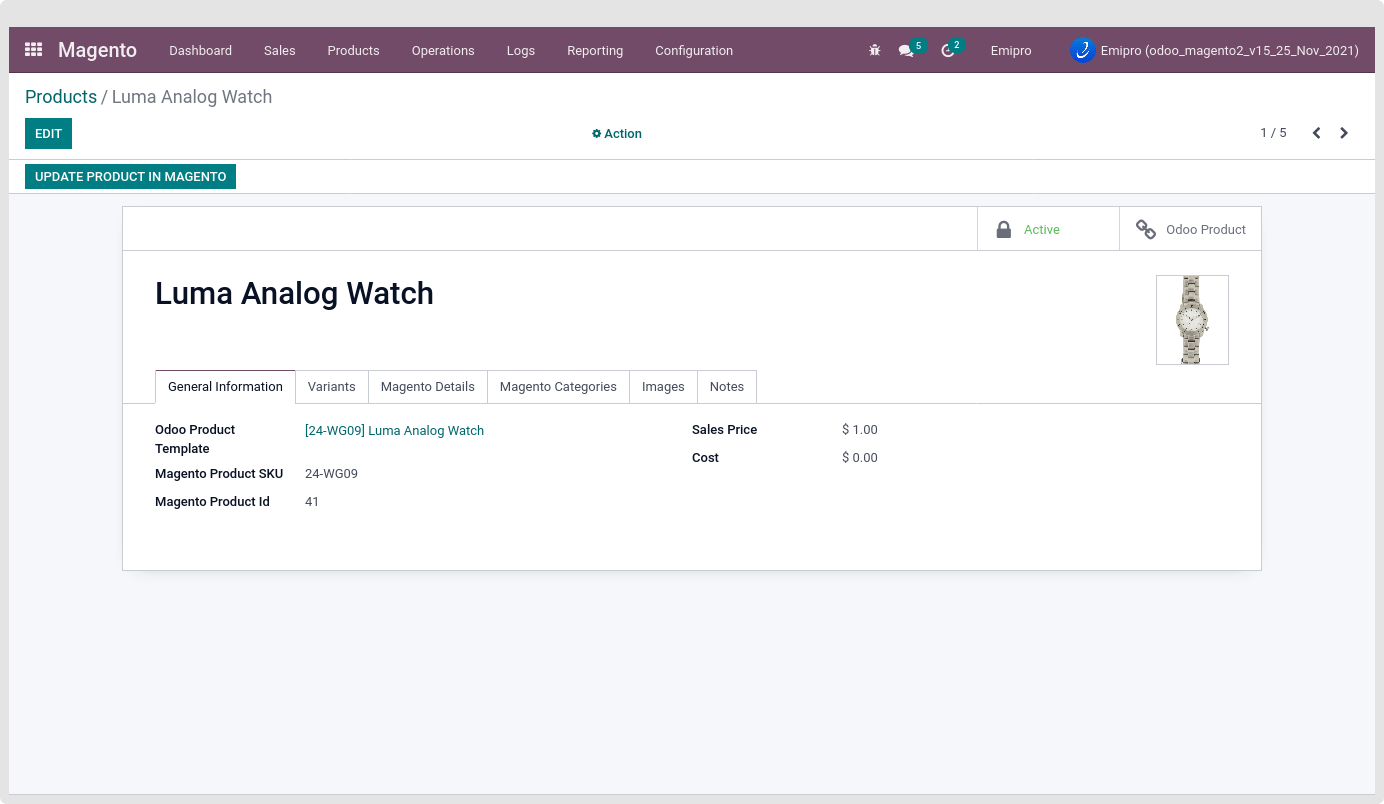 Magento Dashboard Sales Products Operations Logs Reporting Configuration 5 2 Emipro Emipro (odoo_magento2_v15_25_Nov_2021)
Products / Luma Analog Watch
EDIT Action 1 / 5
UPDATE PRODUCT IN MAGENTO
Active Odoo Product
Luma Analog Watch
General Information Variants Magento Details Magento Categories Images Notes
Odoo Product Template [24-WG09] Luma Analog Watch
Magento Product SKU 24-WG09
Magento Product Id 41
Sales Price $ 1.00
Cost $ 0.00